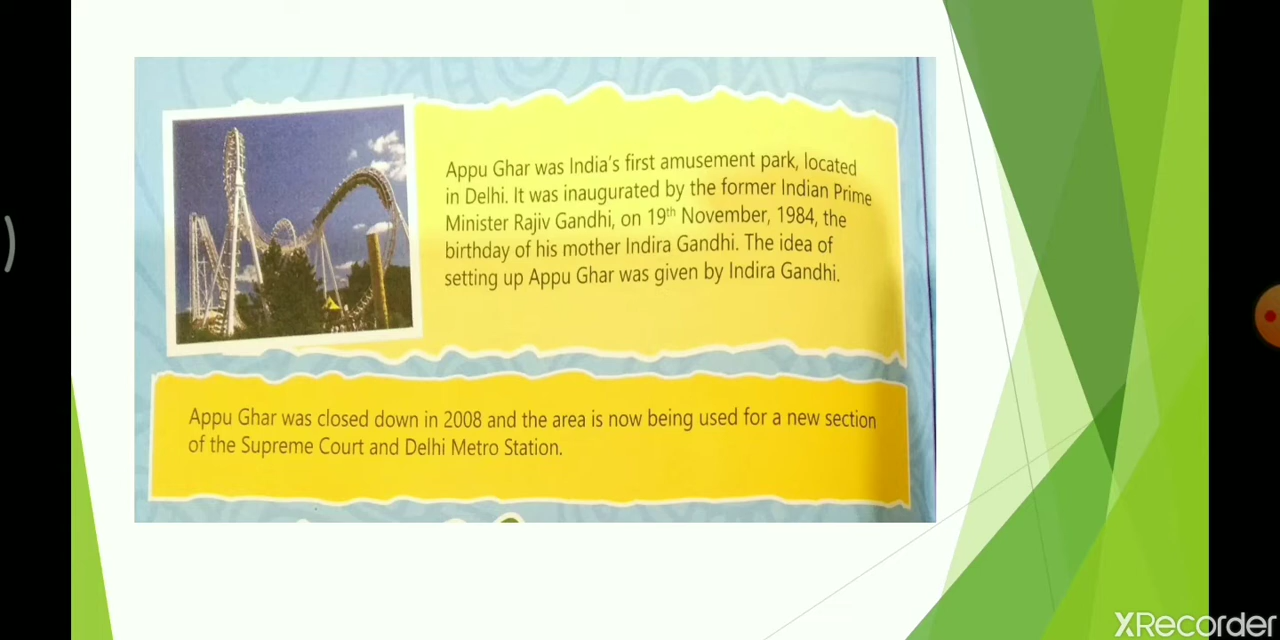 Appu Ghar was India's first amusement park, located
in Delhi. It was inaugurated by the former Indian Prime
Minister Rajiv Gandhi, on 19th November, 1984, the
birthday of his mother Indira Gandhi. The idea of
setting up Appu Ghar was given by Indira Gandhi.
Appu Ghar was closed down in 2008 and the area is now being used for a new section
of the Supreme Court and Delhi Metro Station.
XRecorder